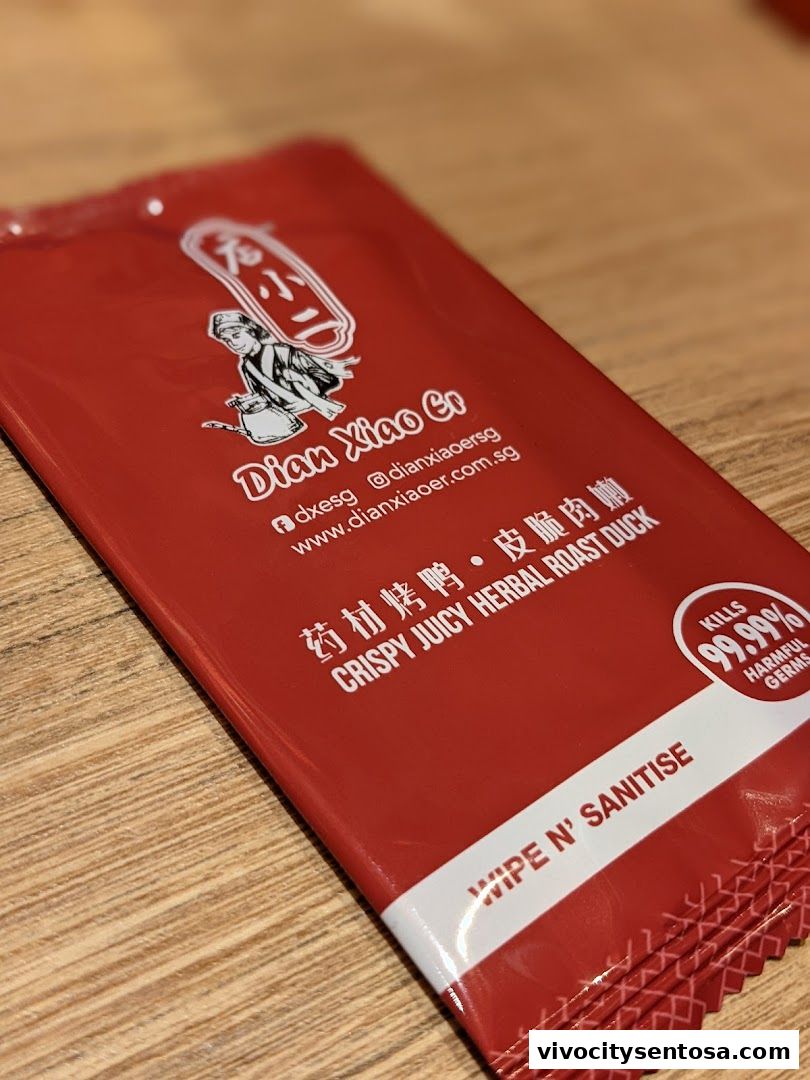 店小二
Dian Xiao Er
dxesg dianxiaoersg
www.dianxiaoer.com.sg
药材烤鸭•皮脆肉嫩
CRISPY JUICY HERBAL ROAST DUCK
KILLS
99.99%
HARMFUL
GERMS
WIPE N' SANITISE
vivocitysentosa.com